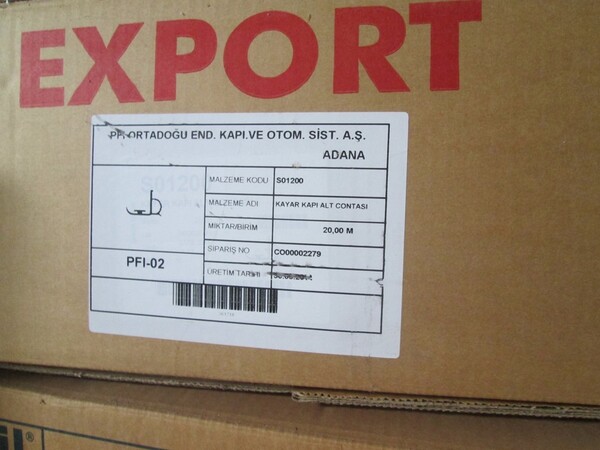 EXPORT
PFI ORTADOĞU END. KAPI.VE OTOM. SİST. A.Ş.
ADANA
MALZEME KODU S01200
MALZEME ADI KAYAR KAPI ALT CONTASI
MİKTAR/BİRİM 20,00 M
SİPARİŞ NO CO00002279
PFI-02
ÜRETİM TARİHİ